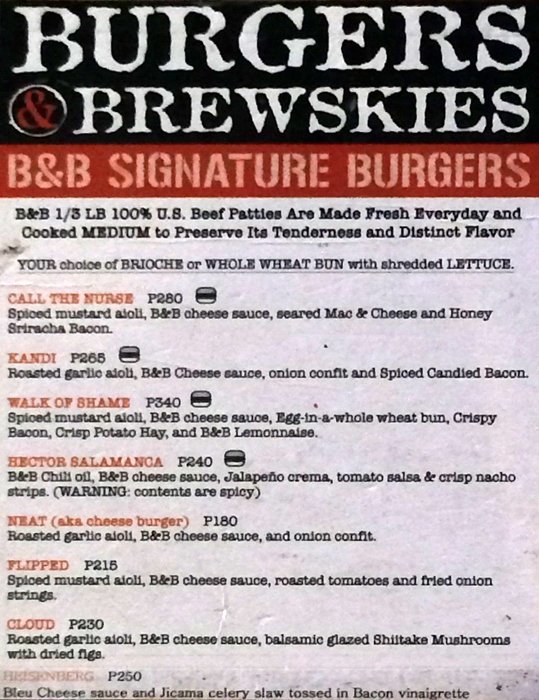 BURGERS
& BREWSKIES
B&B SIGNATURE BURGERS
B&B 1/3 LB 100% U.S. Beef Patties Are Made Fresh Everyday and
Cooked MEDIUM to Preserve Its Tenderness and Distinct Flavor
YOUR choice of BRIOCHE or WHOLE WHEAT BUN with shredded LETTUCE.
CALL THE NURSE P280
Spiced mustard aioli, B&B cheese sauce, seared Mac & Cheese and Honey
Sriracha Bacon.
KANDI P265
Roasted garlic aioli, B&B Cheese sauce, onion confit and Spiced Candied Bacon.
WALK OF SHAME P340
Spiced mustard aioli, B&B cheese sauce, Egg-in-a-whole wheat bun, Crispy
Bacon, Crisp Potato Hay, and B&B Lemonnaise.
HECTOR SALAMANCA P240
B&B Chili oil, B&B cheese sauce, Jalapeño crema, tomato salsa & crisp nacho
strips. (WARNING: contents are spicy)
NEAT (aka cheese burger) P180
Roasted garlic aioli, B&B cheese sauce, and onion confit.
FLIPPED P215
Spiced mustard aioli, B&B cheese sauce, roasted tomatoes and fried onion
strings.
CLOUD P230
Roasted garlic aioli, B&B cheese sauce, balsamic glazed Shiitake Mushrooms
with dried figs.
HEISENBERG P250
Bleu Cheese sauce and Jicama celery slaw tossed in Bacon vinaigrette